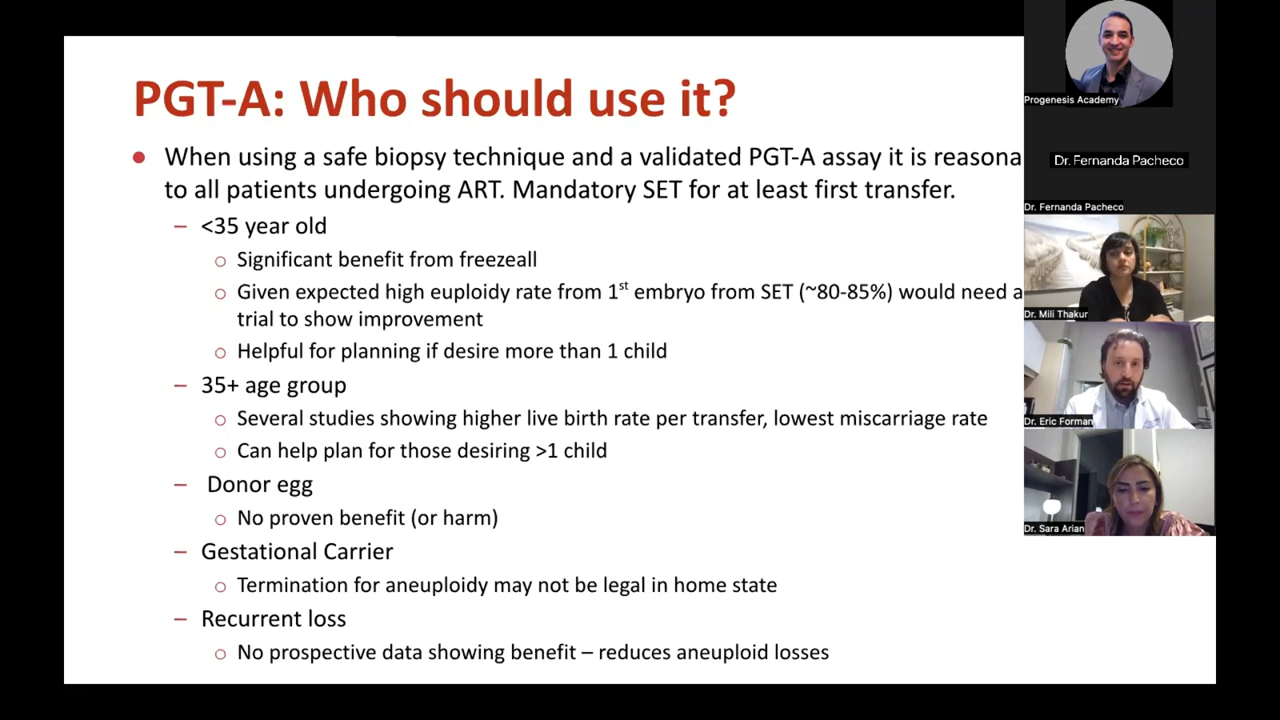 PGT-A: Who should use it?
● When using a safe biopsy technique and a validated PGT-A assay it is
to all patients undergoing ART. Mandatory SET for at least first transfer.
– <35 year old
○ Significant benefit from freezeall
○ Given expected high euploidy rate from 1st embryo from SET (~80-85%) would need a
trial to show improvement
○ Helpful for planning if desire more than 1 child
– 35+ age group
○ Several studies showing higher live birth rate per transfer, lowest miscarriage rate
○ Can help plan for those desiring >1 child
– Donor egg
○ No proven benefit (or harm)
– Gestational Carrier
○ Termination for aneuploidy may not be legal in home state
– Recurrent loss
○ No prospective data showing benefit – reduces aneuploid losses
Progenesis Academy
Dr. Fernanda Pacheco
Dr. Fernanda Pacheco
Dr. Mili Thakur
Dr. Eric Forman
Dr. Sara Arian